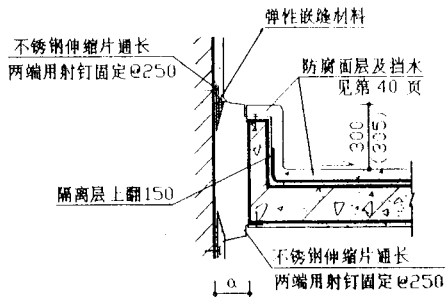 弹性嵌缝材料
不锈钢伸缩片通长
两端用射钉固定@250
防腐面层及挡水
见第 40 页
300
(305)
隔离层上翻150
不锈钢伸缩片通长
两端用射钉固定@250
a